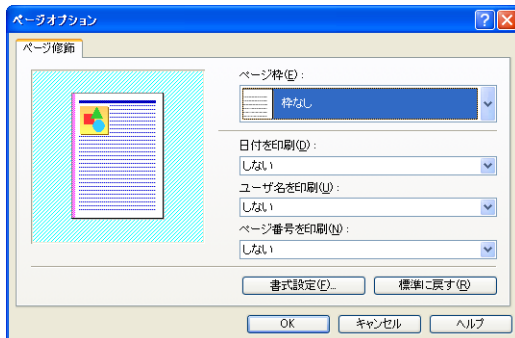 ページオプション
ページ修飾
ページ枠(E):
枠なし
日付を印刷(D):
しない
ユーザ名を印刷(U):
しない
ページ番号を印刷(N):
しない
書式設定(F)...
標準に戻す(R)
OK
キャンセル
ヘルプ